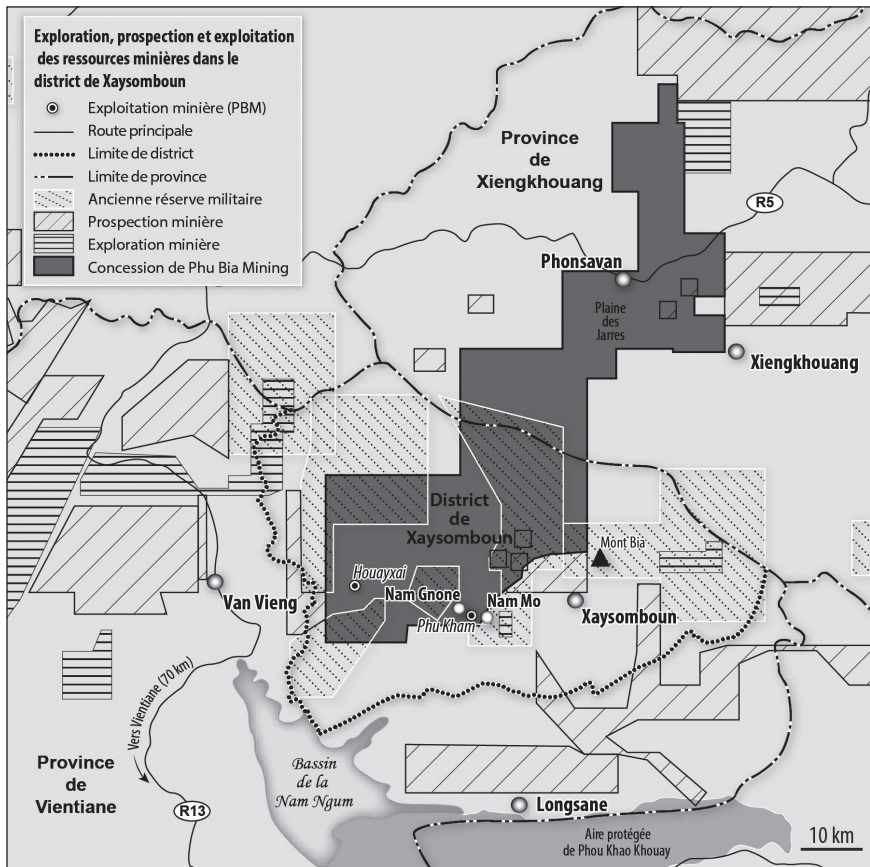 Exploration, prospection et exploitation
des ressources minières dans le
district de Xaysomboun
Exploitation minière (PBM)
Route principale
Limite de district
Limite de province
Ancienne réserve militaire
Prospection minière
Exploration minière
Concession de Phu Bia Mining
Province
de
Xiengkhouang
R5
Phonsavan
Plaine
des
Jarres
Xiengkhouang
District
de
Xaysomboun
Mont Bia
Houayxai
Nam Gnone
Nam Mo
Phu Kham
Xaysomboun
Van Vieng
Vers Vientiane (70 km)
Province
de
Vientiane
R13
Bassin
de la
Nam Ngum
Longsane
Aire protégée
de Phou Khao Khouay
10 km